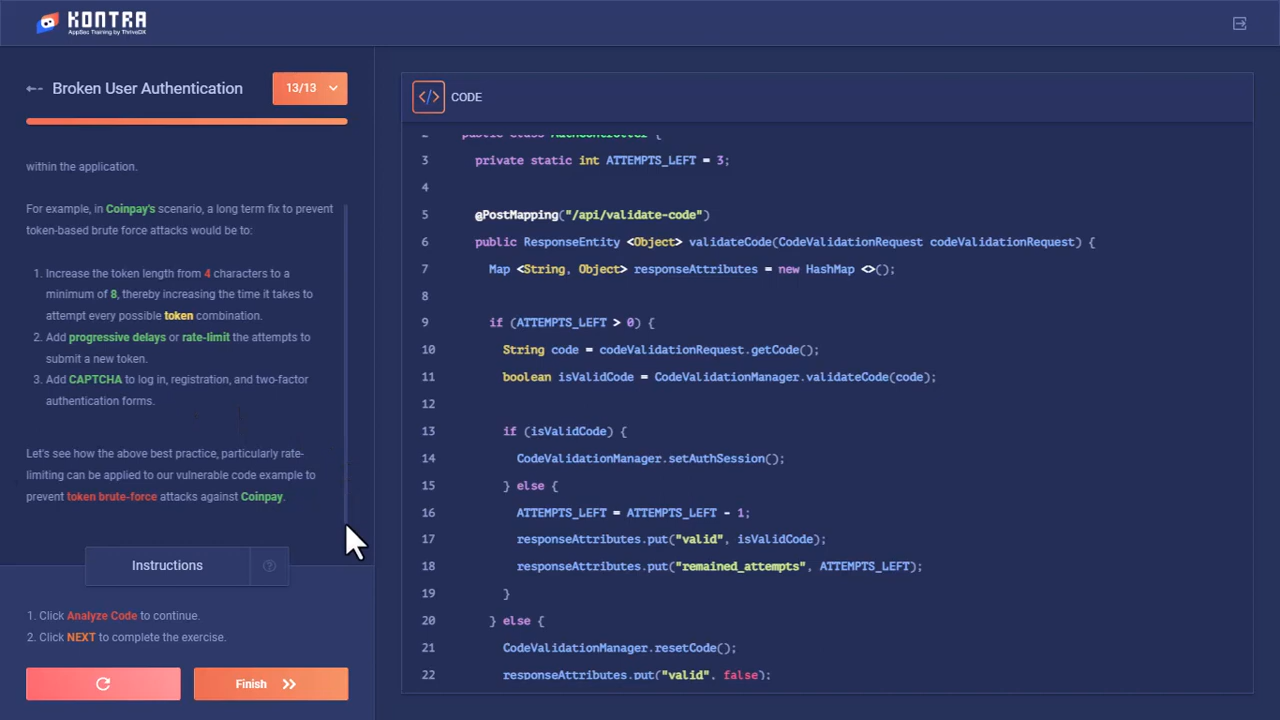 KONTRA
AppSec Training by ThriveDX
Broken User Authentication
13/13
within the application.
For example, in Coinpay's scenario, a long term fix to prevent
token-based brute force attacks would be to:
1. Increase the token length from 4 characters to a
minimum of 8, thereby increasing the time it takes to
attempt every possible token combination.
2. Add progressive delays or rate-limit the attempts to
submit a new token.
3. Add CAPTCHA to log in, registration, and two-factor
authentication forms.
Let's see how the above best practice, particularly rate-
limiting can be applied to our vulnerable code example to
prevent token brute-force attacks against Coinpay.
Instructions
1. Click Analyze Code to continue.
2. Click NEXT to complete the exercise.
Finish
</> CODE
2 public class AuthController {
3 private static int ATTEMPTS_LEFT = 3;
4
5 @PostMapping("/api/validate-code")
6 public ResponseEntity <Object> validateCode(CodeValidationRequest codeValidationRequest) {
7 Map <String, Object> responseAttributes = new HashMap <>();
8
9 if (ATTEMPTS_LEFT > 0) {
10 String code = codeValidationRequest.getCode();
11 boolean isValidCode = CodeValidationManager.validateCode(code);
12
13 if (isValidCode) {
14 CodeValidationManager.setAuthSession();
15 } else {
16 ATTEMPTS_LEFT = ATTEMPTS_LEFT - 1;
17 responseAttributes.put("valid", isValidCode);
18 responseAttributes.put("remained_attempts", ATTEMPTS_LEFT);
19 }
20 } else {
21 CodeValidationManager.resetCode();
22 responseAttributes.put("valid", false);